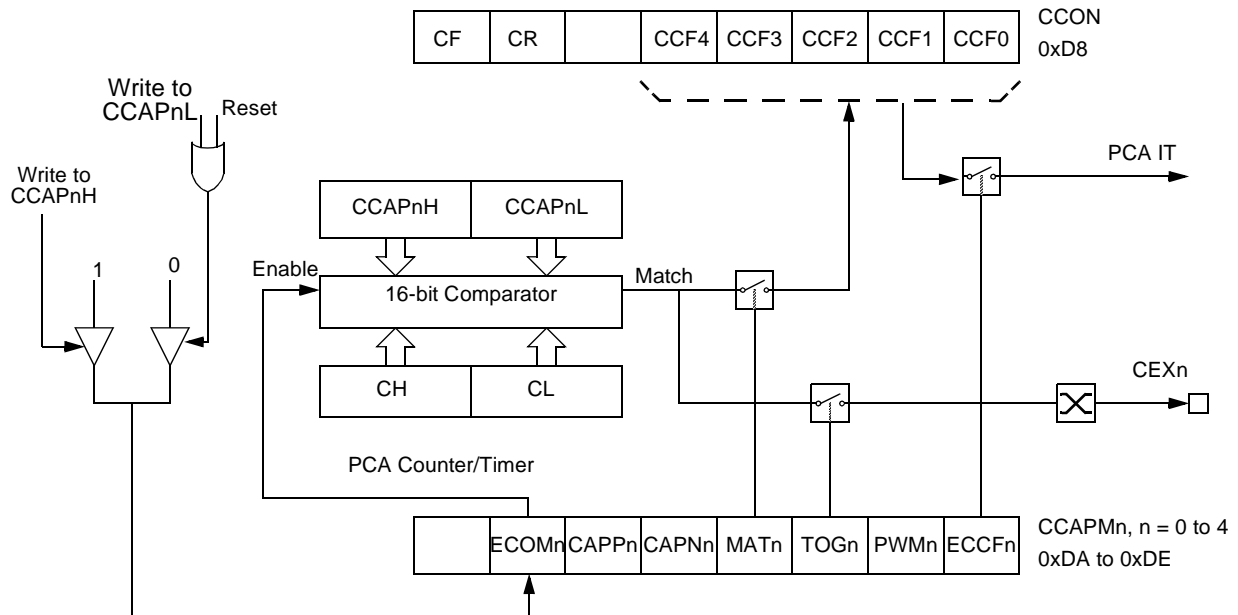 CF CR CCF4 CCF3 CCF2 CCF1 CCF0
CCON
0xD8
Write to
CCAPnL
Reset
Write to
CCAPnH
PCA IT
CCAPnH CCAPnL
1
0
Enable
16-bit Comparator
Match
CH CL
CEXn
PCA Counter/Timer
ECOMn CAPPn CAPNn MATn TOGn PWMn ECCFn
CCAPMn, n = 0 to 4
0xDA to 0xDE